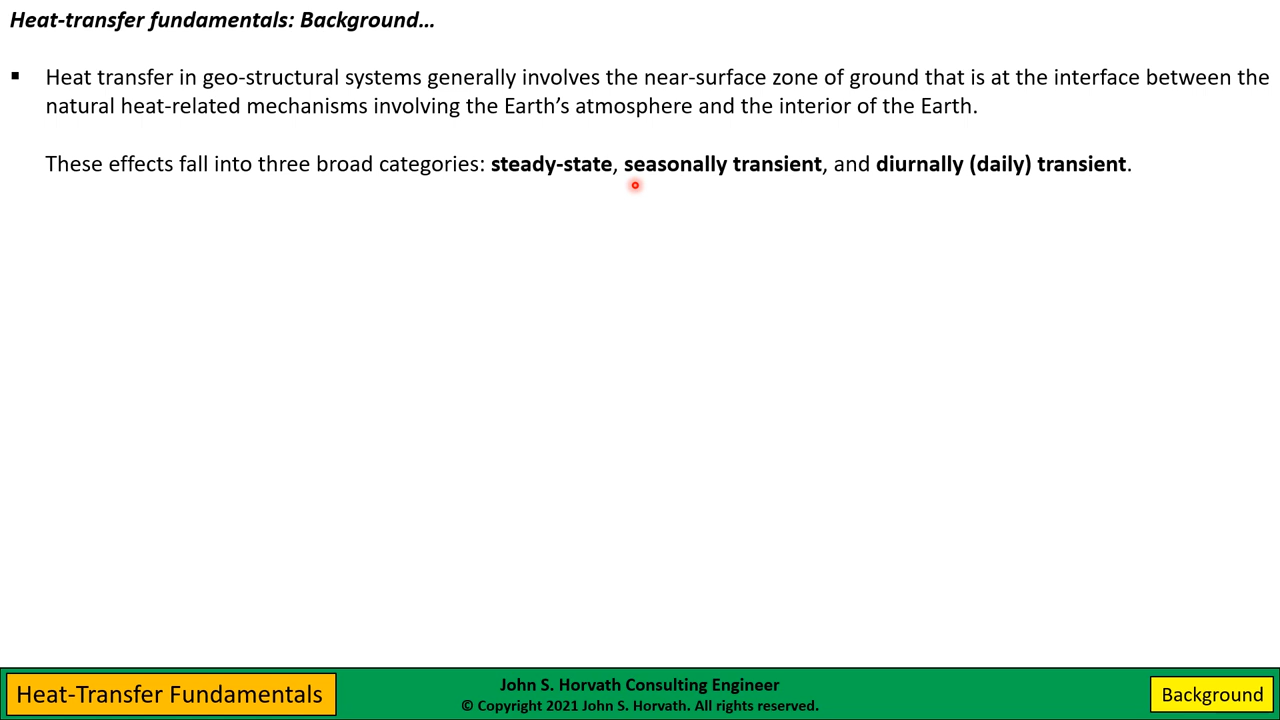 Heat-transfer fundamentals: Background…
▪ Heat transfer in geo-structural systems generally involves the near-surface zone of ground that is at the interface between the
natural heat-related mechanisms involving the Earth’s atmosphere and the interior of the Earth.
These effects fall into three broad categories: steady-state, seasonally transient, and diurnally (daily) transient.
Heat-Transfer Fundamentals
John S. Horvath Consulting Engineer
© Copyright 2021 John S. Horvath. All rights reserved.
Background